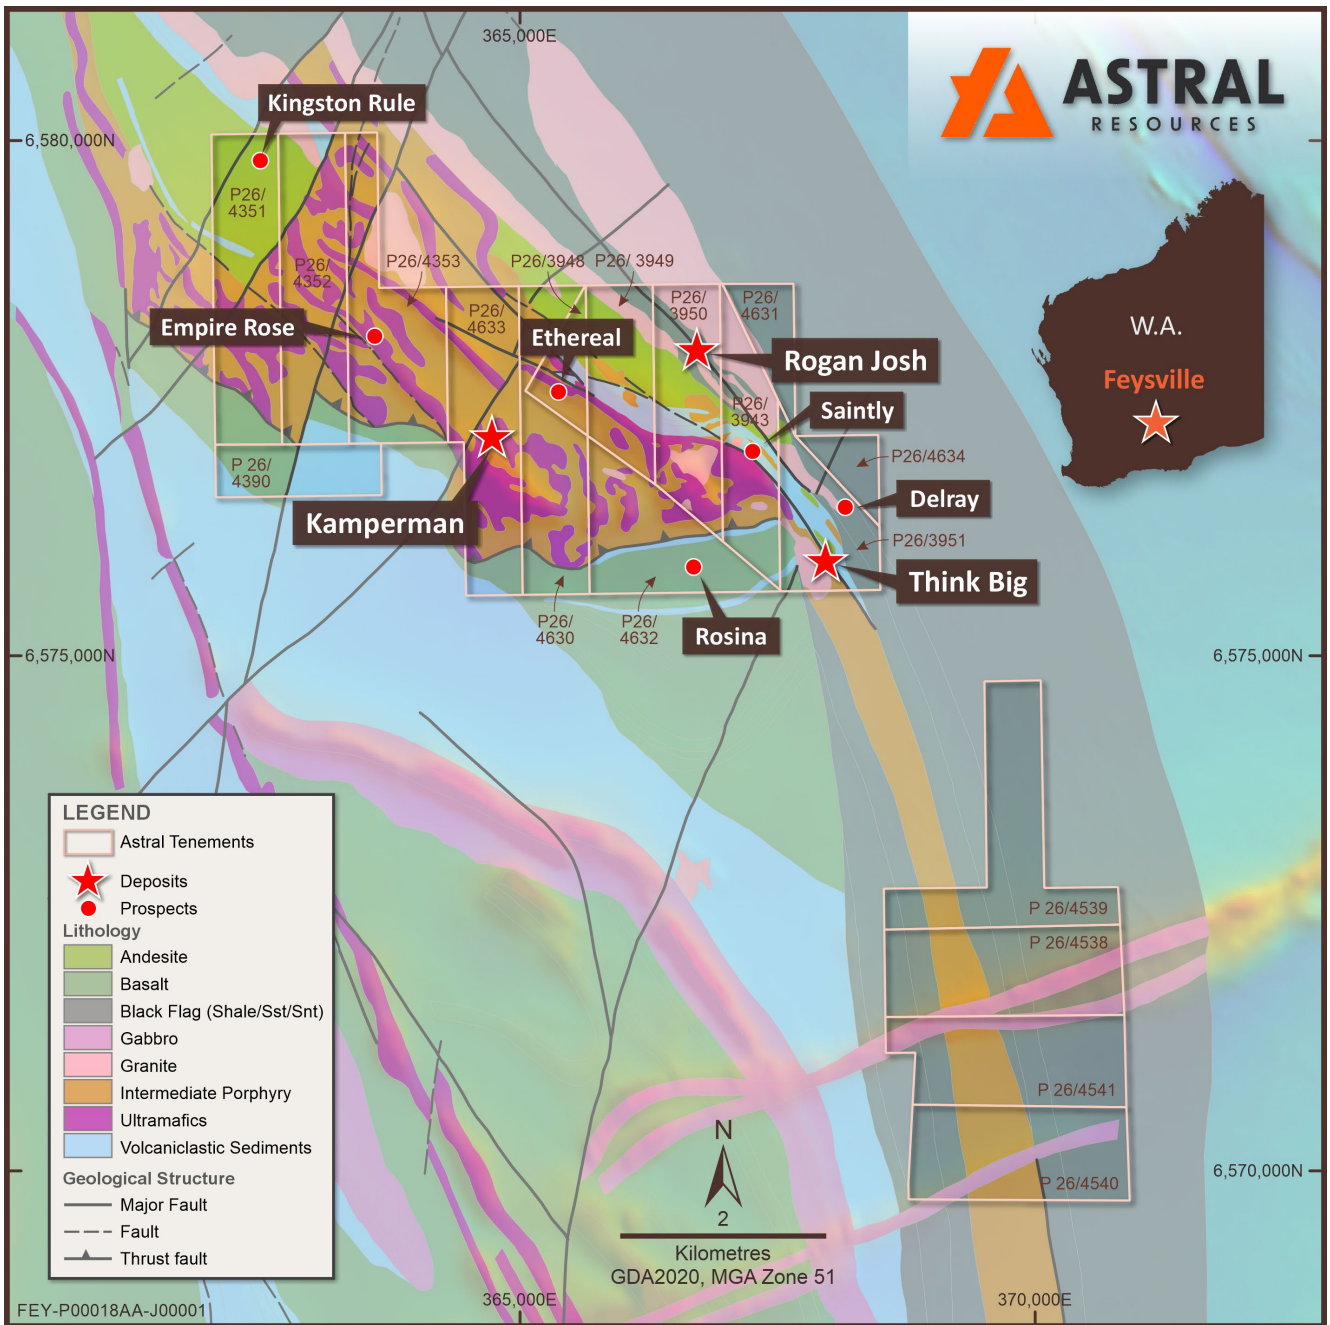 365,000E
ASTRAL
RESOURCES
Kingston Rule
6,580,000N
P26/
4351
P26/
4352
P26/4353
P26/3948
P26/ 3949
P26/
4633
P26/
3950
P26/
4631
W.A.
Feysville
Empire Rose
Ethereal
Rogan Josh
P26/
3943
Saintly
P26/4634
P 26/
4390
Delray
Kamperman
P26/3951
Think Big
P26/
4630
P26/
4632
Rosina
6,575,000N
6,575,000N
LEGEND
Astral Tenements
Deposits
Prospects
Lithology
Andesite
Basalt
Black Flag (Shale/Sst/Snt)
Gabbro
Granite
Intermediate Porphyry
Ultramafics
Volcaniclastic Sediments
Geological Structure
Major Fault
Fault
Thrust fault
P 26/4539
P 26/4538
P 26/4541
P 26/4540
6,570,000N
N
2
Kilometres
GDA2020, MGA Zone 51
365,000E
370,000E
FEY-P00018AA-J00001